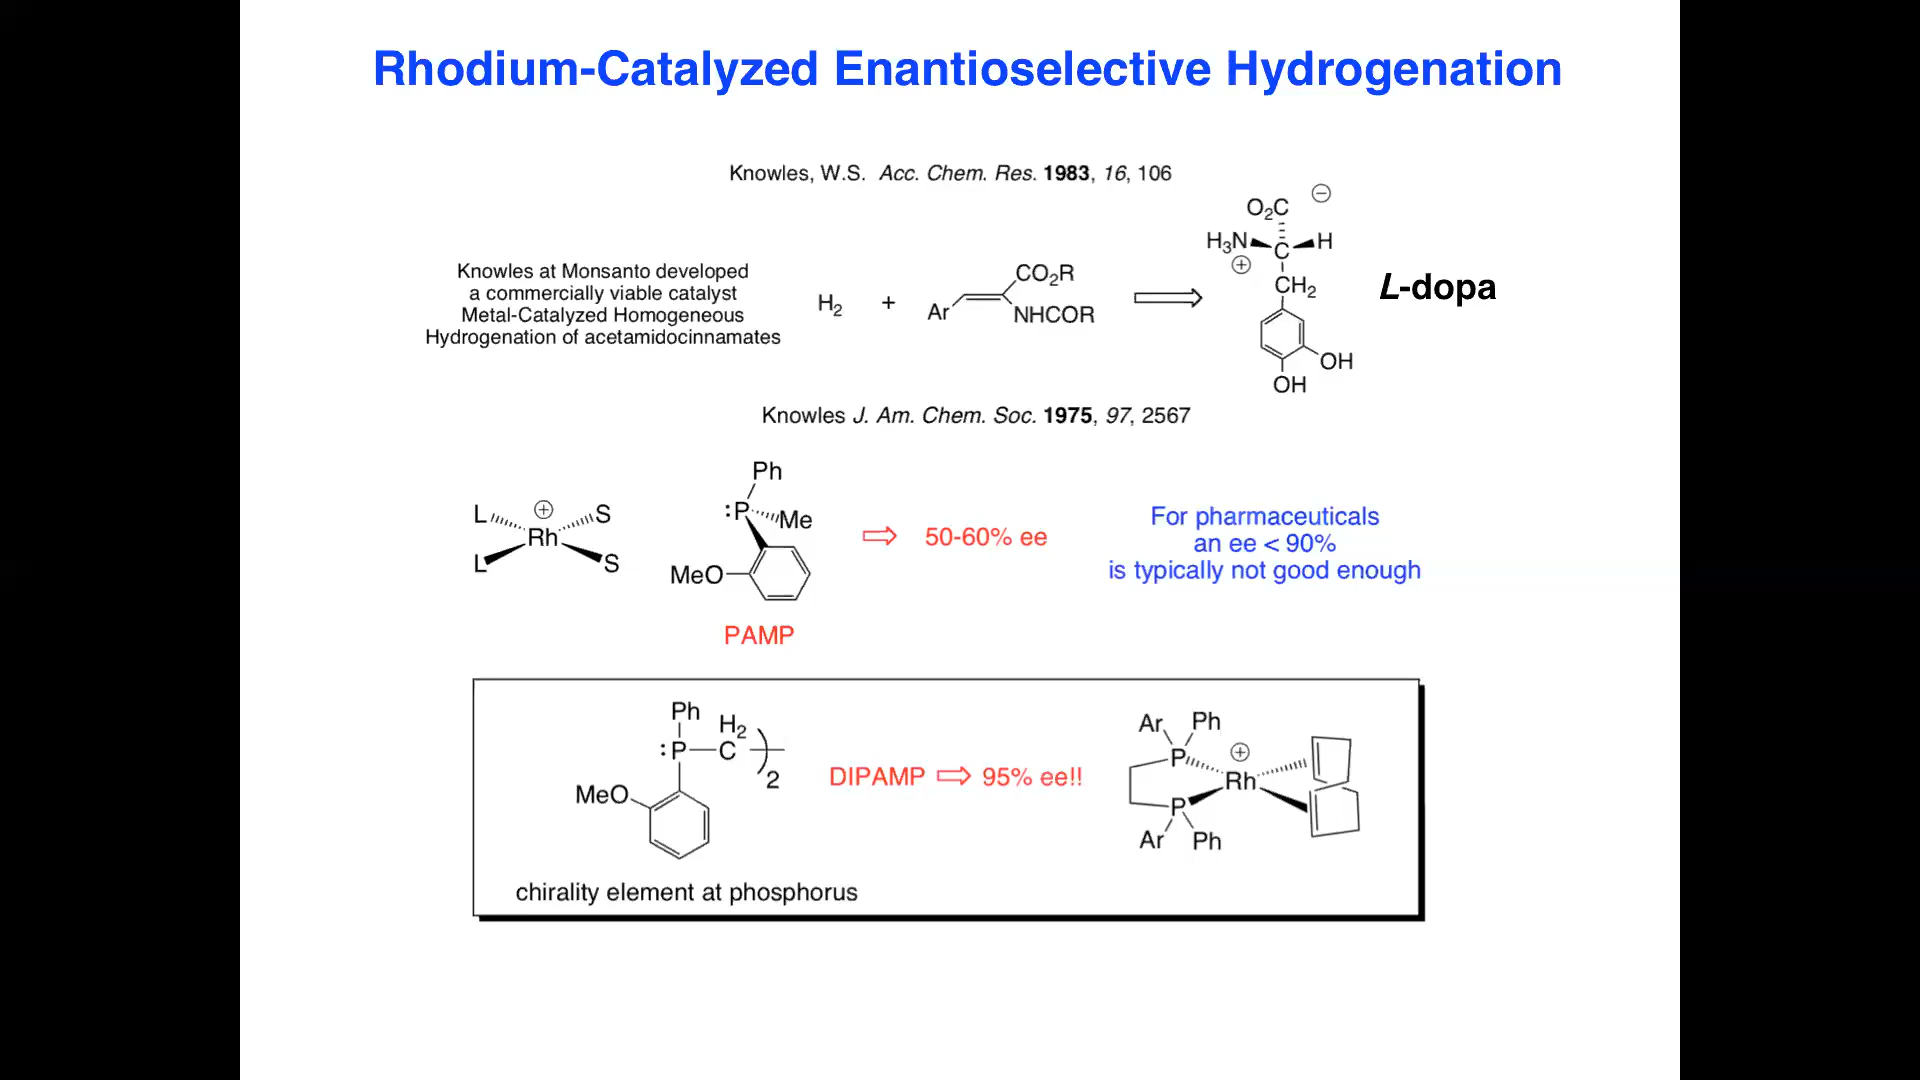 Rhodium-Catalyzed Enantioselective Hydrogenation
Knowles, W.S. Acc. Chem. Res. 1983, 16, 106
Knowles at Monsanto developed
a commercially viable catalyst
Metal-Catalyzed Homogeneous
Hydrogenation of acetamidocinnamates
H₂ + Ar CO₂R NHCOR
O₂C ⊖
H₃N C H
⊕
CH₂
OH
OH
L-dopa
Knowles J. Am. Chem. Soc. 1975, 97, 2567
L ⊕ S
Rh
L S
Ph
:P Me
MeO
PAMP
50-60% ee
For pharmaceuticals
an ee < 90%
is typically not good enough
Ph H₂
:P C )₂
MeO
chirality element at phosphorus
DIPAMP ⇒ 95% ee!!
Ar Ph
P ⊕
Rh
P
Ar Ph